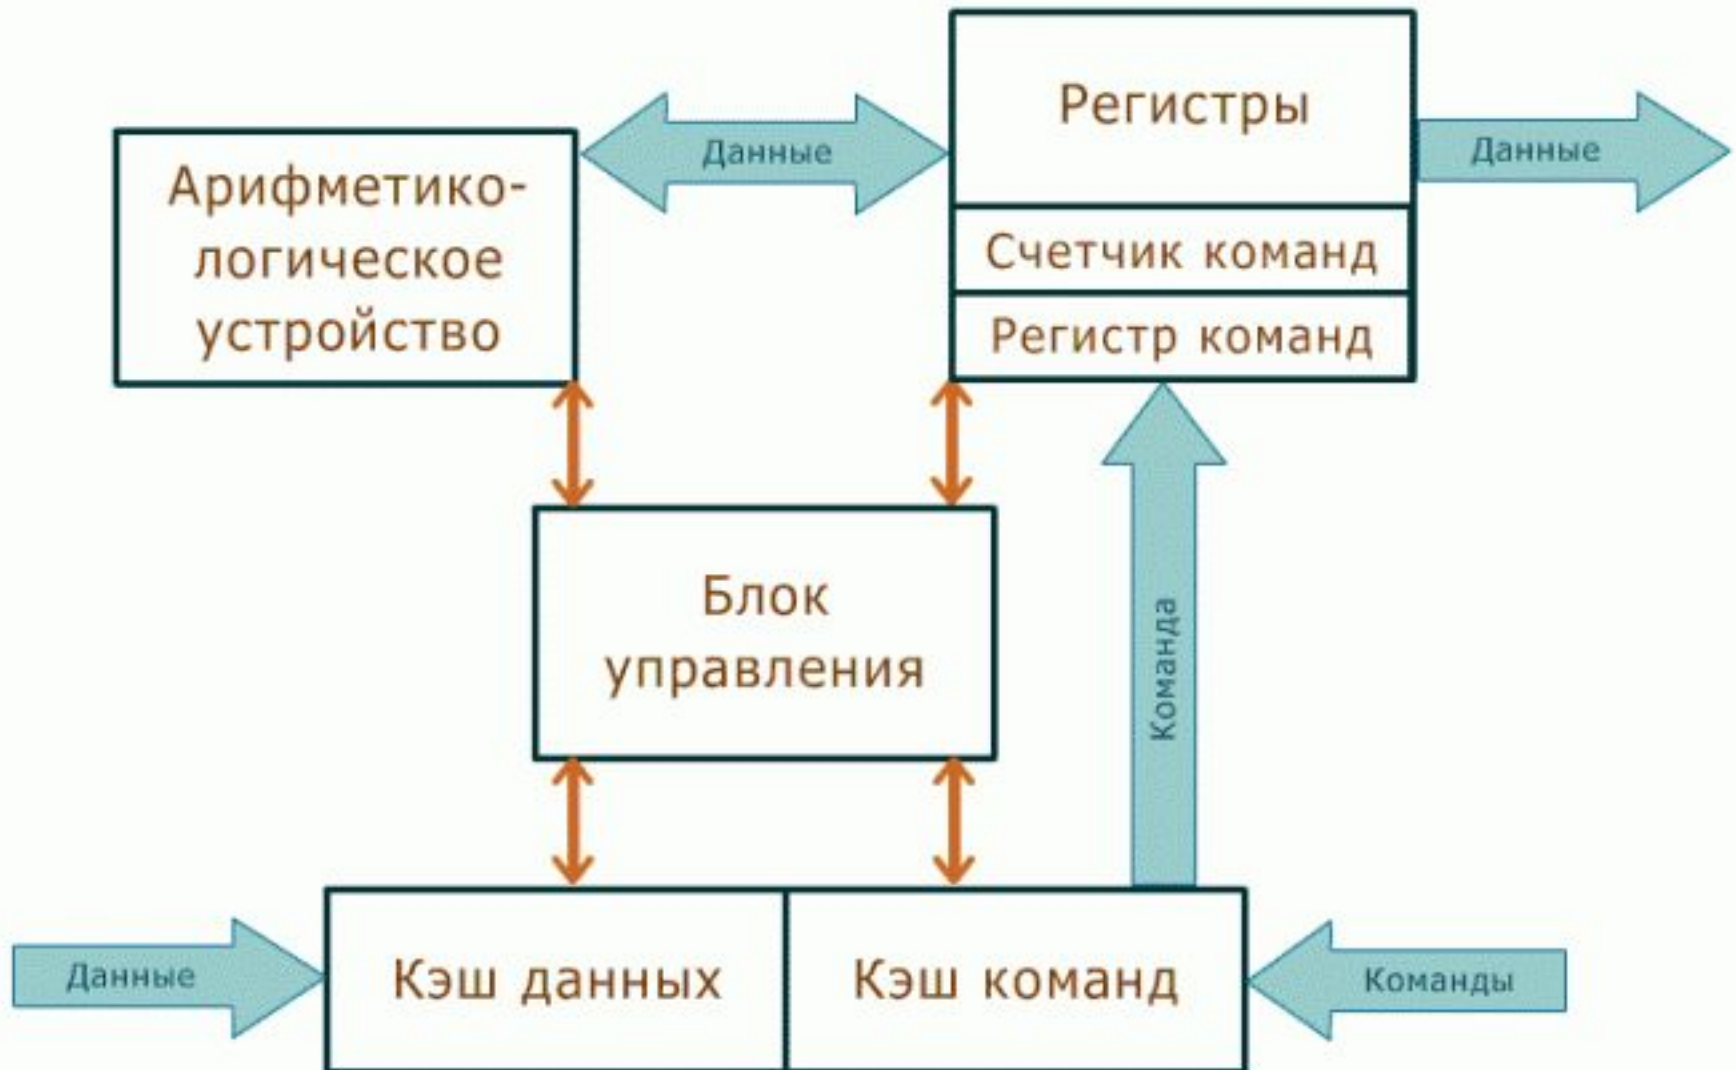 Регистры
Данные
Данные
Арифметико-
логическое
устройство
Счетчик команд
Регистр команд
Блок
управления
Команда
Данные
Кэш данных
Кэш команд
Команды